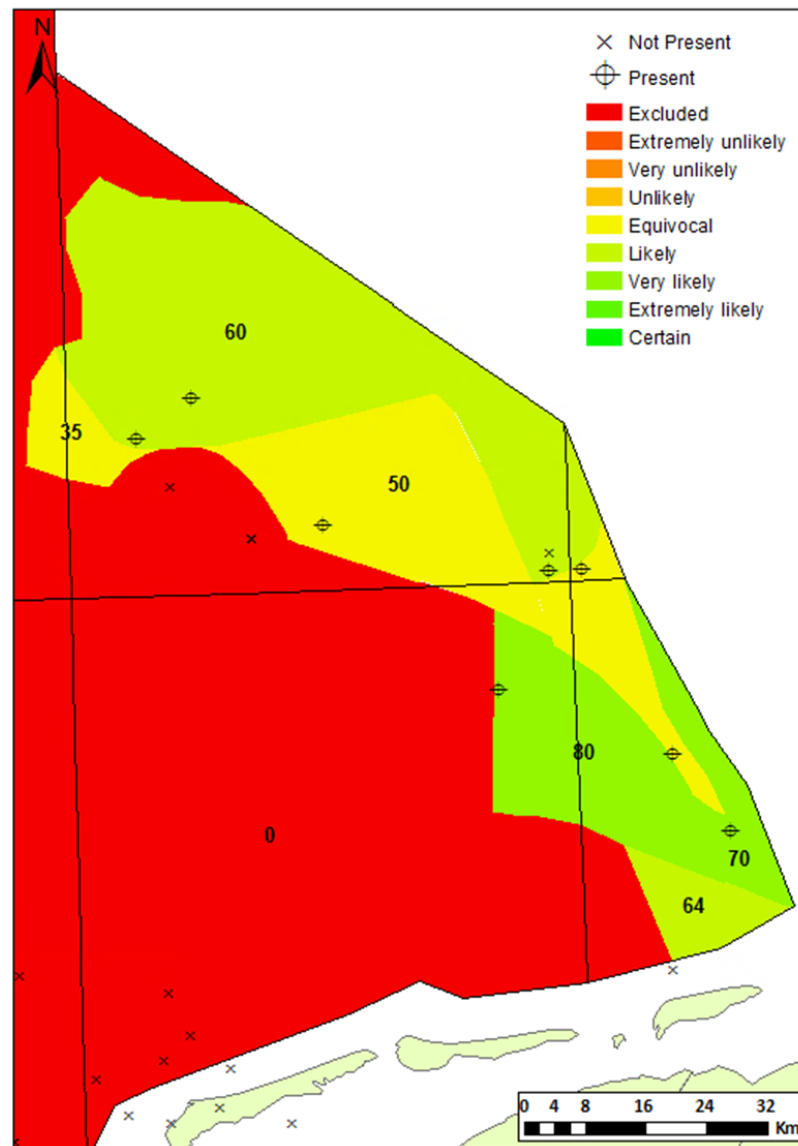 N
Not Present
Present
Excluded
Extremely unlikely
Very unlikely
Unlikely
Equivocal
Likely
Very likely
Extremely likely
Certain
60
35
50
80
0
70
64
0 4 8 16 24 32
Km